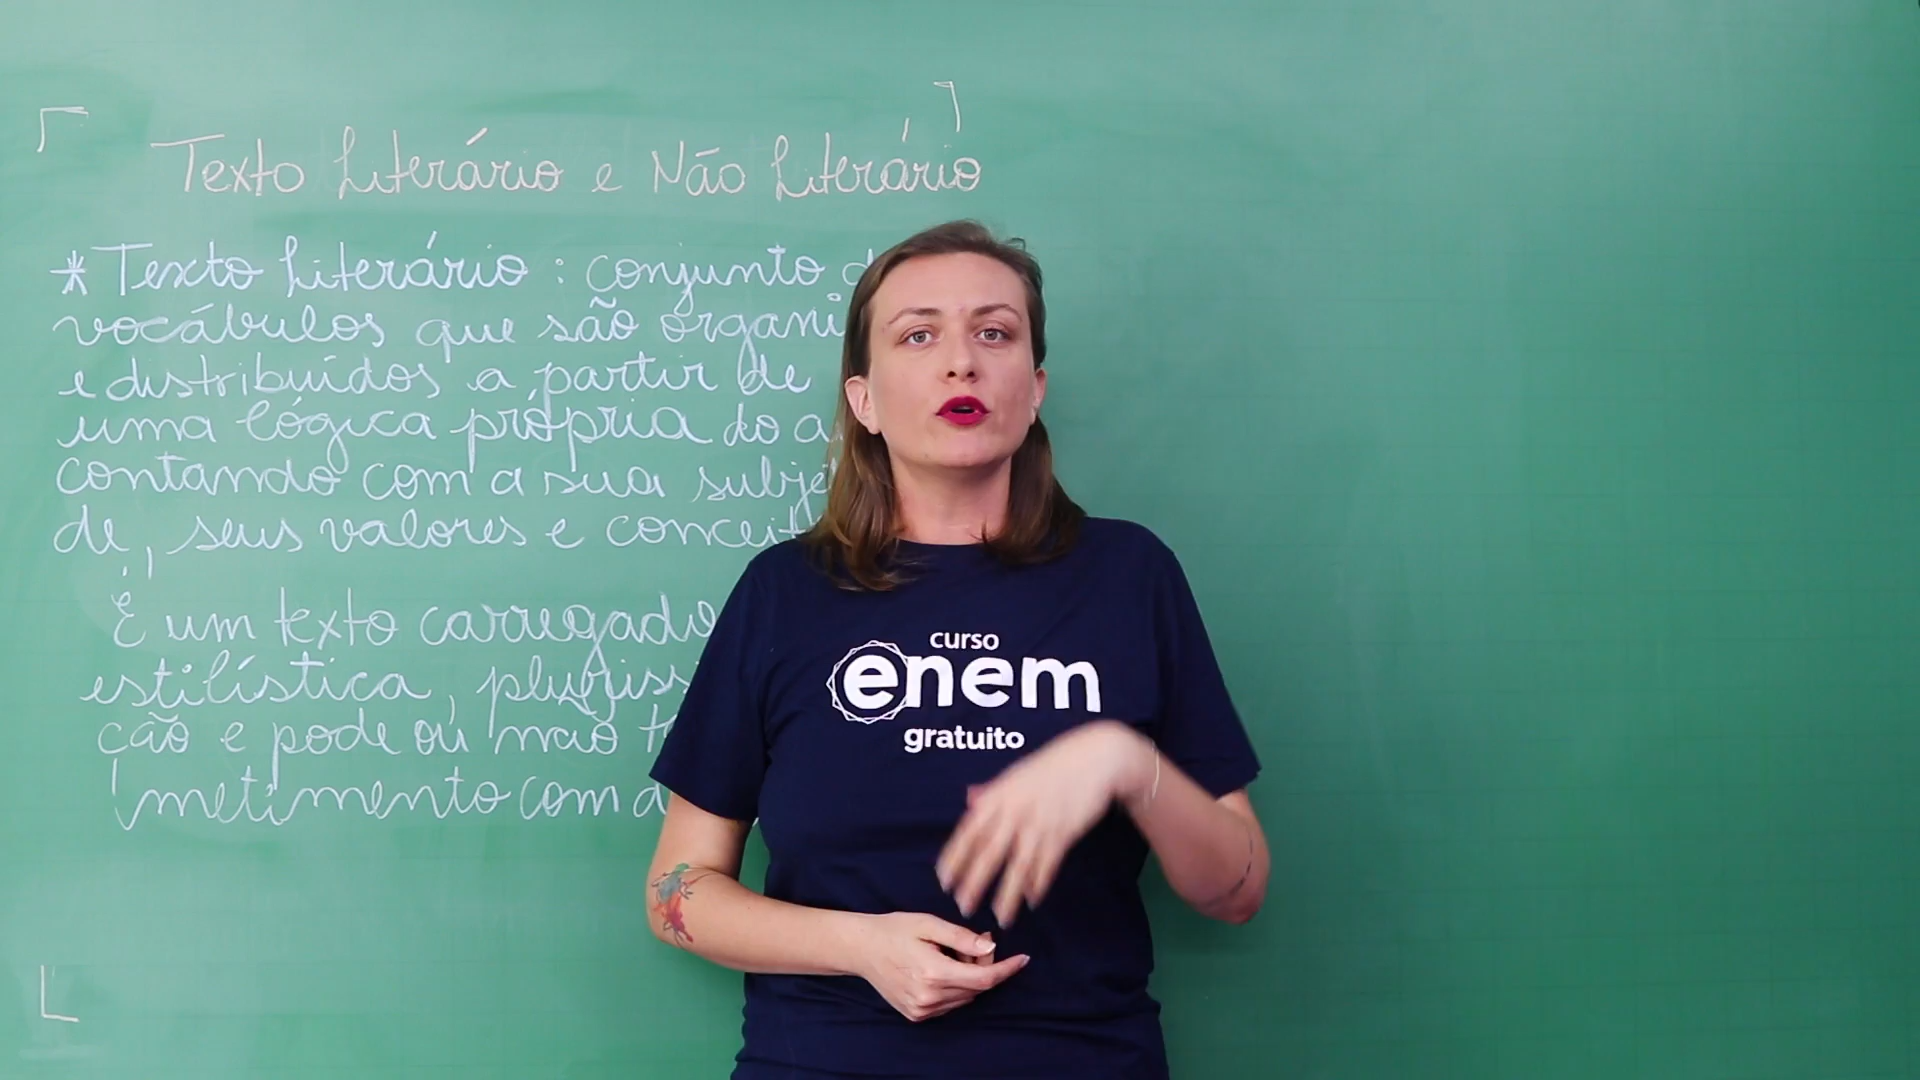 Texto Literário e Não Literário
* Texto Literário: conjunto d
vocábulos que são organi
e distribuídos a partir de
uma lógica própria do a
contando com a sua subje
de, seus valores e conceit
É um texto carregado
estilística, pluriss
ção e pode ou não t
metimento com a
curso
enem
gratuito